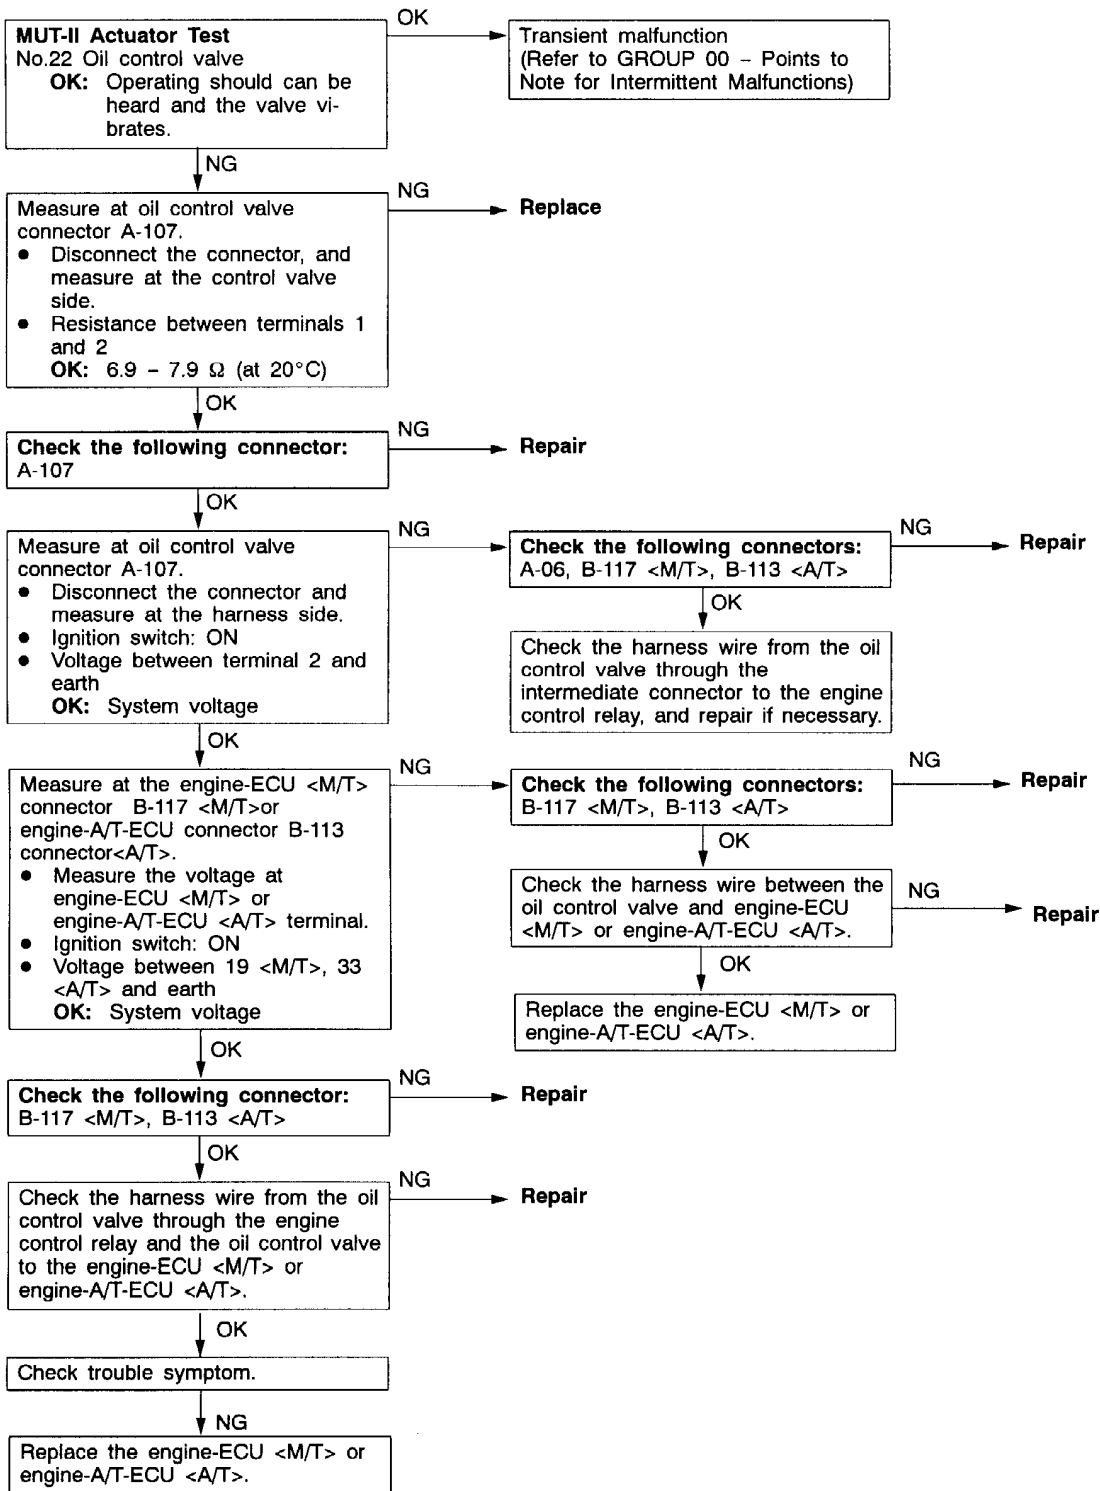 MUT-II Actuator Test
No.22 Oil control valve
OK: Operating should can be
heard and the valve vi-
brates.
OK
Transient malfunction
(Refer to GROUP 00 – Points to
Note for Intermittent Malfunctions)
NG
Measure at oil control valve
connector A-107.
● Disconnect the connector, and
measure at the control valve
side.
● Resistance between terminals 1
and 2
OK: 6.9 – 7.9 Ω (at 20°C)
NG
Replace
OK
Check the following connector:
A-107
NG
Repair
OK
Measure at oil control valve
connector A-107.
● Disconnect the connector and
measure at the harness side.
● Ignition switch: ON
● Voltage between terminal 2 and
earth
OK: System voltage
NG
Check the following connectors:
A-06, B-117 <M/T>, B-113 <A/T>
NG
Repair
OK
Check the harness wire from the oil
control valve through the
intermediate connector to the engine
control relay, and repair if necessary.
OK
Measure at the engine-ECU <M/T>
connector B-117 <M/T>or
engine-A/T-ECU connector B-113
connector<A/T>.
● Measure the voltage at
engine-ECU <M/T> or
engine-A/T-ECU <A/T> terminal.
● Ignition switch: ON
● Voltage between 19 <M/T>, 33
<A/T> and earth
OK: System voltage
NG
Check the following connectors:
B-117 <M/T>, B-113 <A/T>
NG
Repair
OK
Check the harness wire between the
oil control valve and engine-ECU
<M/T> or engine-A/T-ECU <A/T>.
NG
Repair
OK
Replace the engine-ECU <M/T> or
engine-A/T-ECU <A/T>.
OK
Check the following connector:
B-117 <M/T>, B-113 <A/T>
NG
Repair
OK
Check the harness wire from the oil
control valve through the engine
control relay and the oil control valve
to the engine-ECU <M/T> or
engine-A/T-ECU <A/T>.
NG
Repair
OK
Check trouble symptom.
NG
Replace the engine-ECU <M/T> or
engine-A/T-ECU <A/T>.